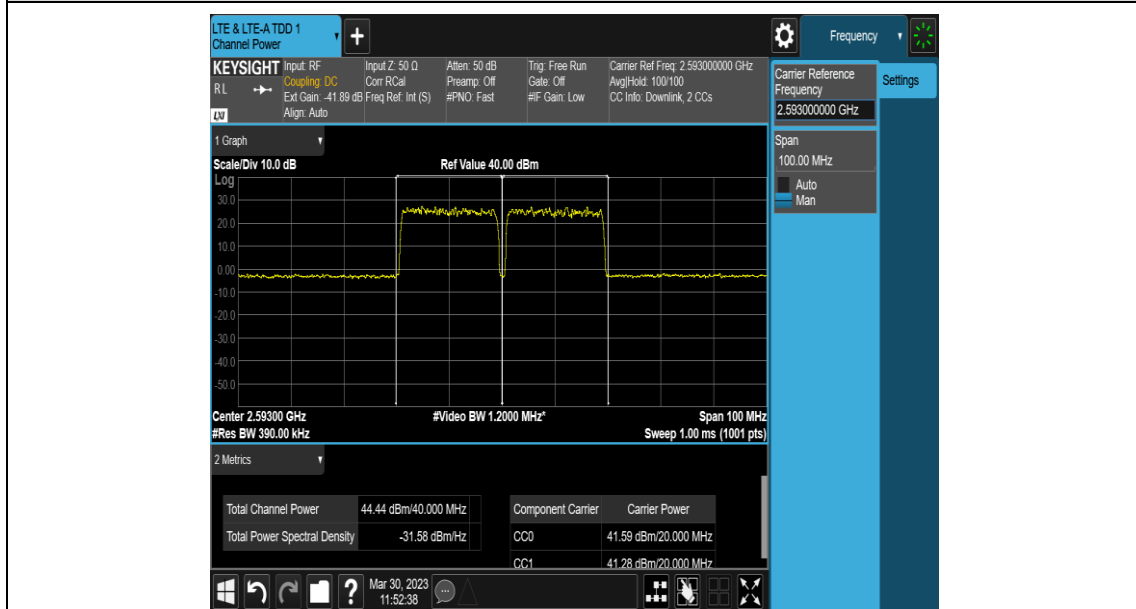 LTE & LTE-A TDD 1
Channel Power
Frequency
KEYSIGHT
RL
LXI
Input: RF
Coupling: DC
Ext Gain: -41.89 dB
Align: Auto
Input Z: 50 Ω
Corr RCal
Freq Ref: Int (S)
Atten: 50 dB
Preamp: Off
#PNO: Fast
Trig: Free Run
Gate: Off
#IF Gain: Low
Carrier Ref Freq: 2.593000000 GHz
Avg|Hold: 100/100
CC Info: Downlink, 2 CCs
Carrier Reference
Frequency
2.593000000 GHz
Settings
Span
100.00 MHz
Auto
Man
1 Graph
Scale/Div 10.0 dB
Ref Value 40.00 dBm
Log
30.0
20.0
10.0
0.00
-10.0
-20.0
-30.0
-40.0
-50.0
Center 2.59300 GHz
#Video BW 1.2000 MHz*
Span 100 MHz
#Res BW 390.00 kHz
Sweep 1.00 ms (1001 pts)
2 Metrics
Total Channel Power 44.44 dBm/40.000 MHz
Total Power Spectral Density -31.58 dBm/Hz
Component Carrier Carrier Power
CC0 41.59 dBm/20.000 MHz
CC1 41.28 dBm/20.000 MHz
?
Mar 30, 2023
11:52:38